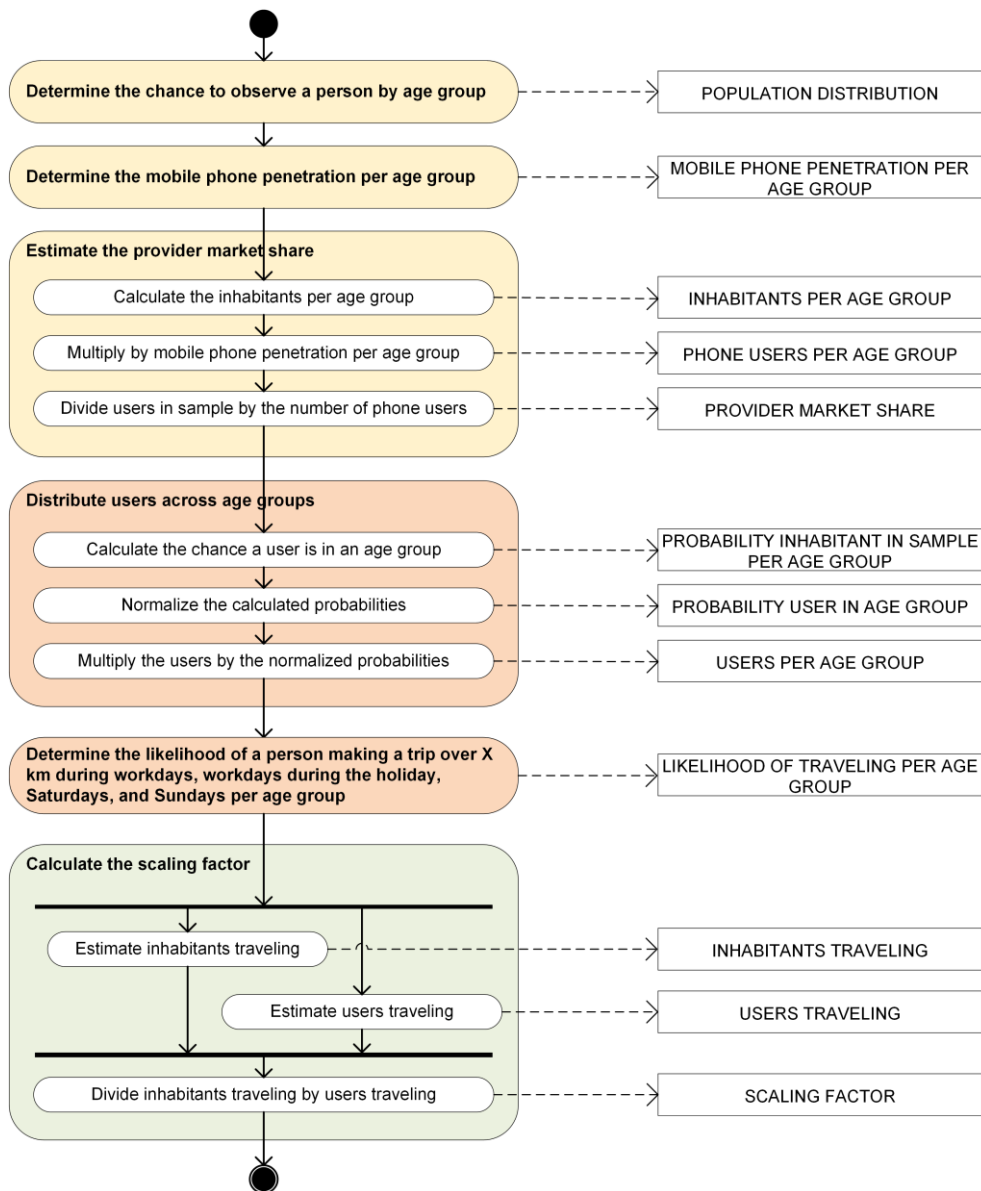 Determine the chance to observe a person by age group
POPULATION DISTRIBUTION
Determine the mobile phone penetration per age group
MOBILE PHONE PENETRATION PER
AGE GROUP
Estimate the provider market share
Calculate the inhabitants per age group
INHABITANTS PER AGE GROUP
Multiply by mobile phone penetration per age group
PHONE USERS PER AGE GROUP
Divide users in sample by the number of phone users
PROVIDER MARKET SHARE
Distribute users across age groups
Calculate the chance a user is in an age group
PROBABILITY INHABITANT IN SAMPLE
PER AGE GROUP
Normalize the calculated probabilities
PROBABILITY USER IN AGE GROUP
Multiply the users by the normalized probabilities
USERS PER AGE GROUP
Determine the likelihood of a person making a trip over X
km during workdays, workdays during the holiday,
Saturdays, and Sundays per age group
LIKELIHOOD OF TRAVELING PER AGE
GROUP
Calculate the scaling factor
Estimate inhabitants traveling
INHABITANTS TRAVELING
Estimate users traveling
USERS TRAVELING
Divide inhabitants traveling by users traveling
SCALING FACTOR